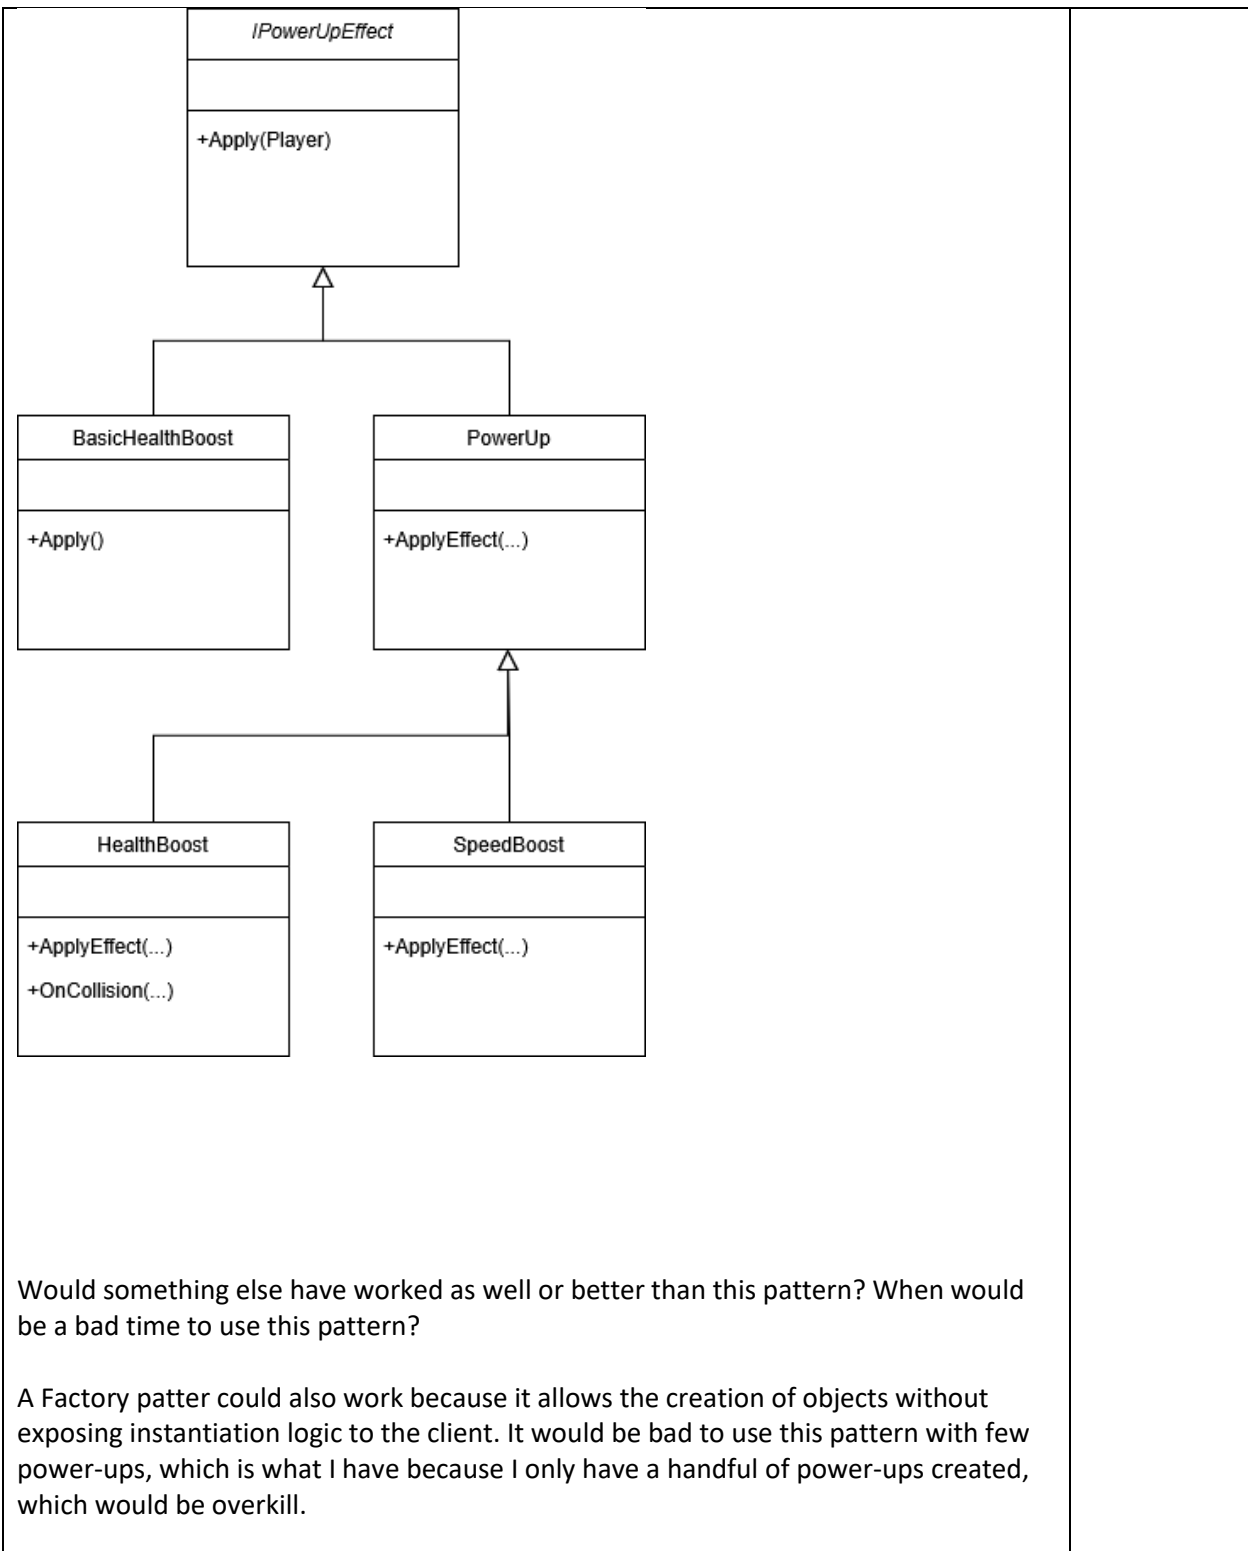 IPowerUpEffect
+Apply(Player)
BasicHealthBoost
PowerUp
+Apply()
+ApplyEffect(...)
HealthBoost
SpeedBoost
+ApplyEffect(...)
+ApplyEffect(...)
+OnCollision(...)
Would something else have worked as well or better than this pattern? When would
be a bad time to use this pattern?
A Factory patter could also work because it allows the creation of objects without
exposing instantiation logic to the client. It would be bad to use this pattern with few
power-ups, which is what I have because I only have a handful of power-ups created,
which would be overkill.